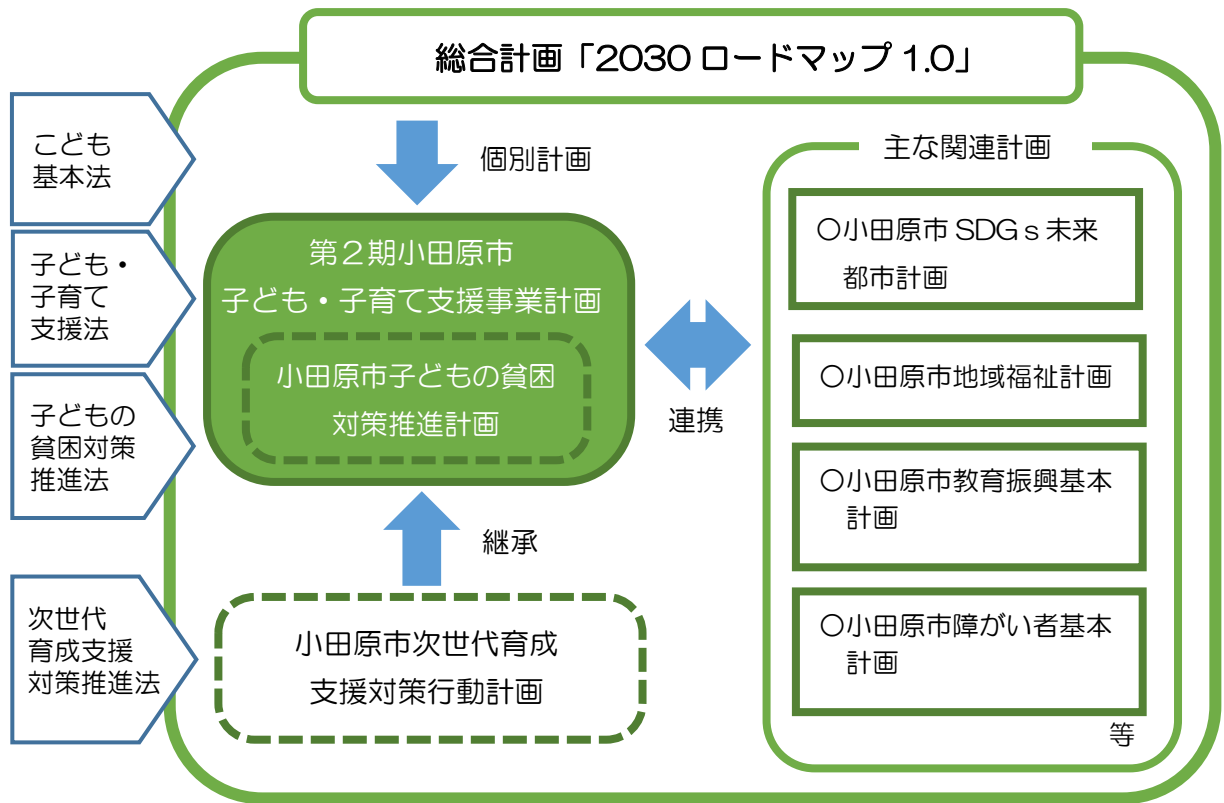 総合計画「2030ロードマップ1.0」
こども
基本法
子ども・
子育て
支援法
子どもの
貧困対策
推進法
次世代
育成支援
対策推進法
個別計画
第２期小田原市
子ども・子育て支援事業計画
小田原市子どもの貧困
対策推進計画
継承
小田原市次世代育成
支援対策行動計画
連携
主な関連計画
○小田原市SDGｓ未来
都市計画
○小田原市地域福祉計画
○小田原市教育振興基本
計画
○小田原市障がい者基本
計画
等